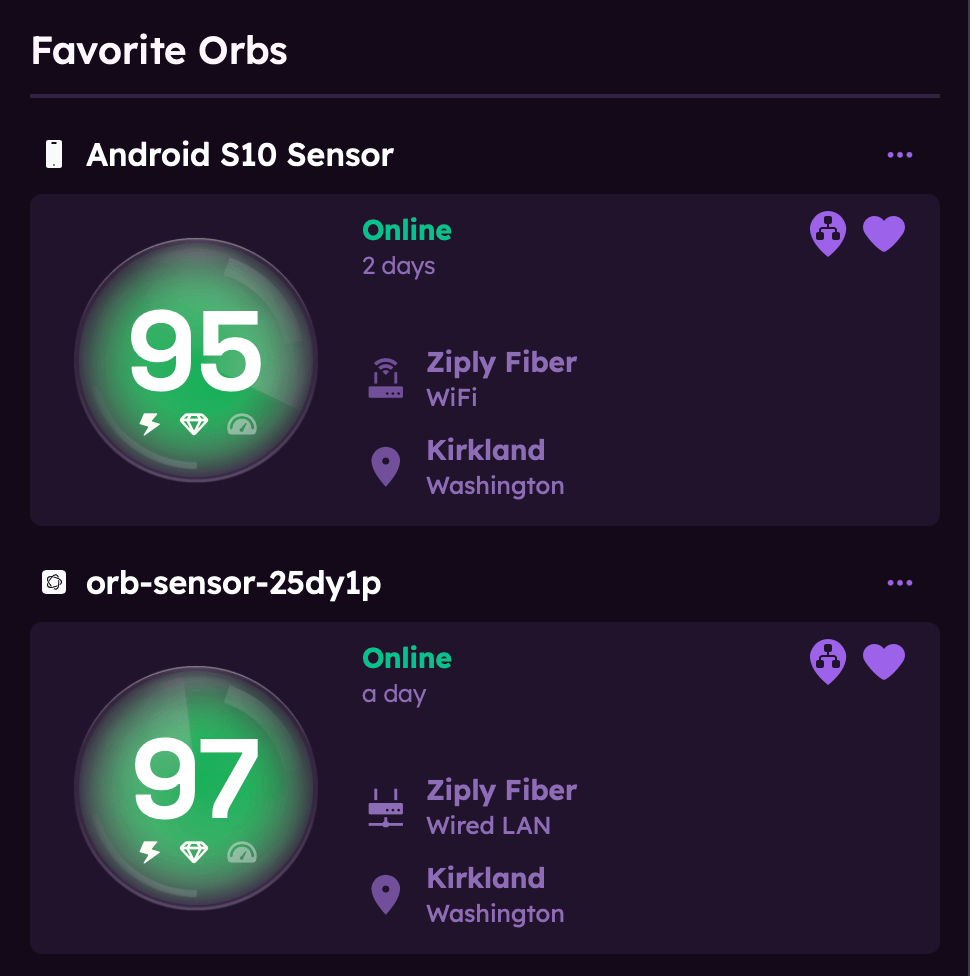 Favorite Orbs
Android S10 Sensor
Online
2 days
95
Ziply Fiber
WiFi
Kirkland
Washington
orb-sensor-25dy1p
Online
a day
97
Ziply Fiber
Wired LAN
Kirkland
Washington